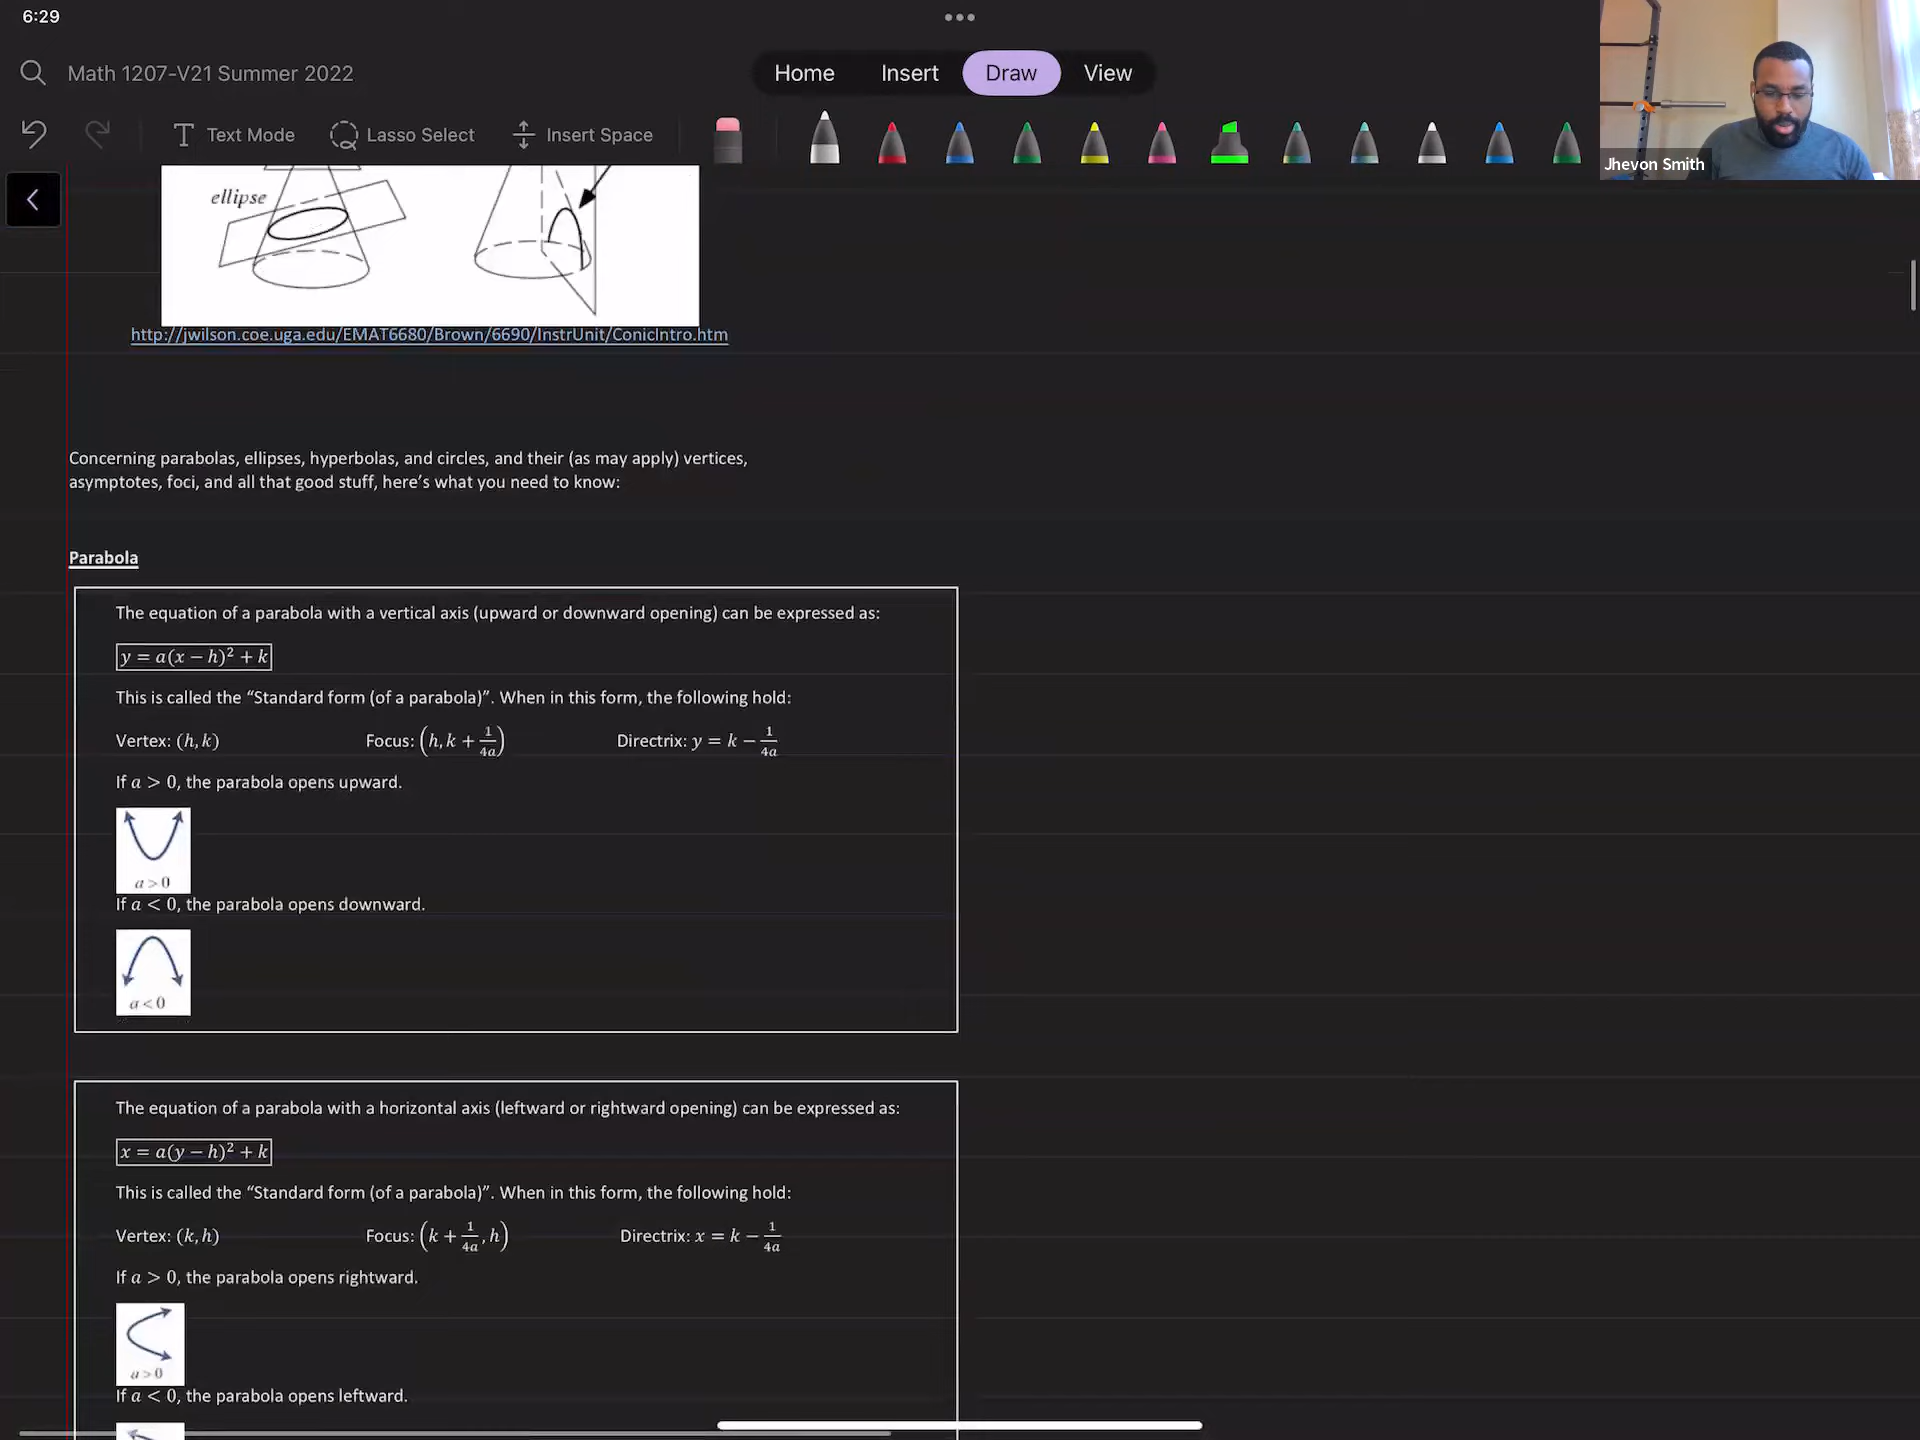 6:29
Math 1207-V21 Summer 2022
Home Insert Draw View
Text Mode Lasso Select Insert Space
Jhevon Smith
ellipse
http://jwilson.coe.uga.edu/EMAT6680/Brown/6690/InstrUnit/ConicIntro.htm
Concerning parabolas, ellipses, hyperbolas, and circles, and their (as may apply) vertices,
asymptotes, foci, and all that good stuff, here's what you need to know:
Parabola
The equation of a parabola with a vertical axis (upward or downward opening) can be expressed as:
y = a(x − h)² + k
This is called the “Standard form (of a parabola)”. When in this form, the following hold:
Vertex: (h, k) Focus: (h, k + 1/4a) Directrix: y = k − 1/4a
If a > 0, the parabola opens upward.
a > 0
If a < 0, the parabola opens downward.
a < 0
The equation of a parabola with a horizontal axis (leftward or rightward opening) can be expressed as:
x = a(y − h)² + k
This is called the “Standard form (of a parabola)”. When in this form, the following hold:
Vertex: (k, h) Focus: (k + 1/4a, h) Directrix: x = k − 1/4a
If a > 0, the parabola opens rightward.
a > 0
If a < 0, the parabola opens leftward.